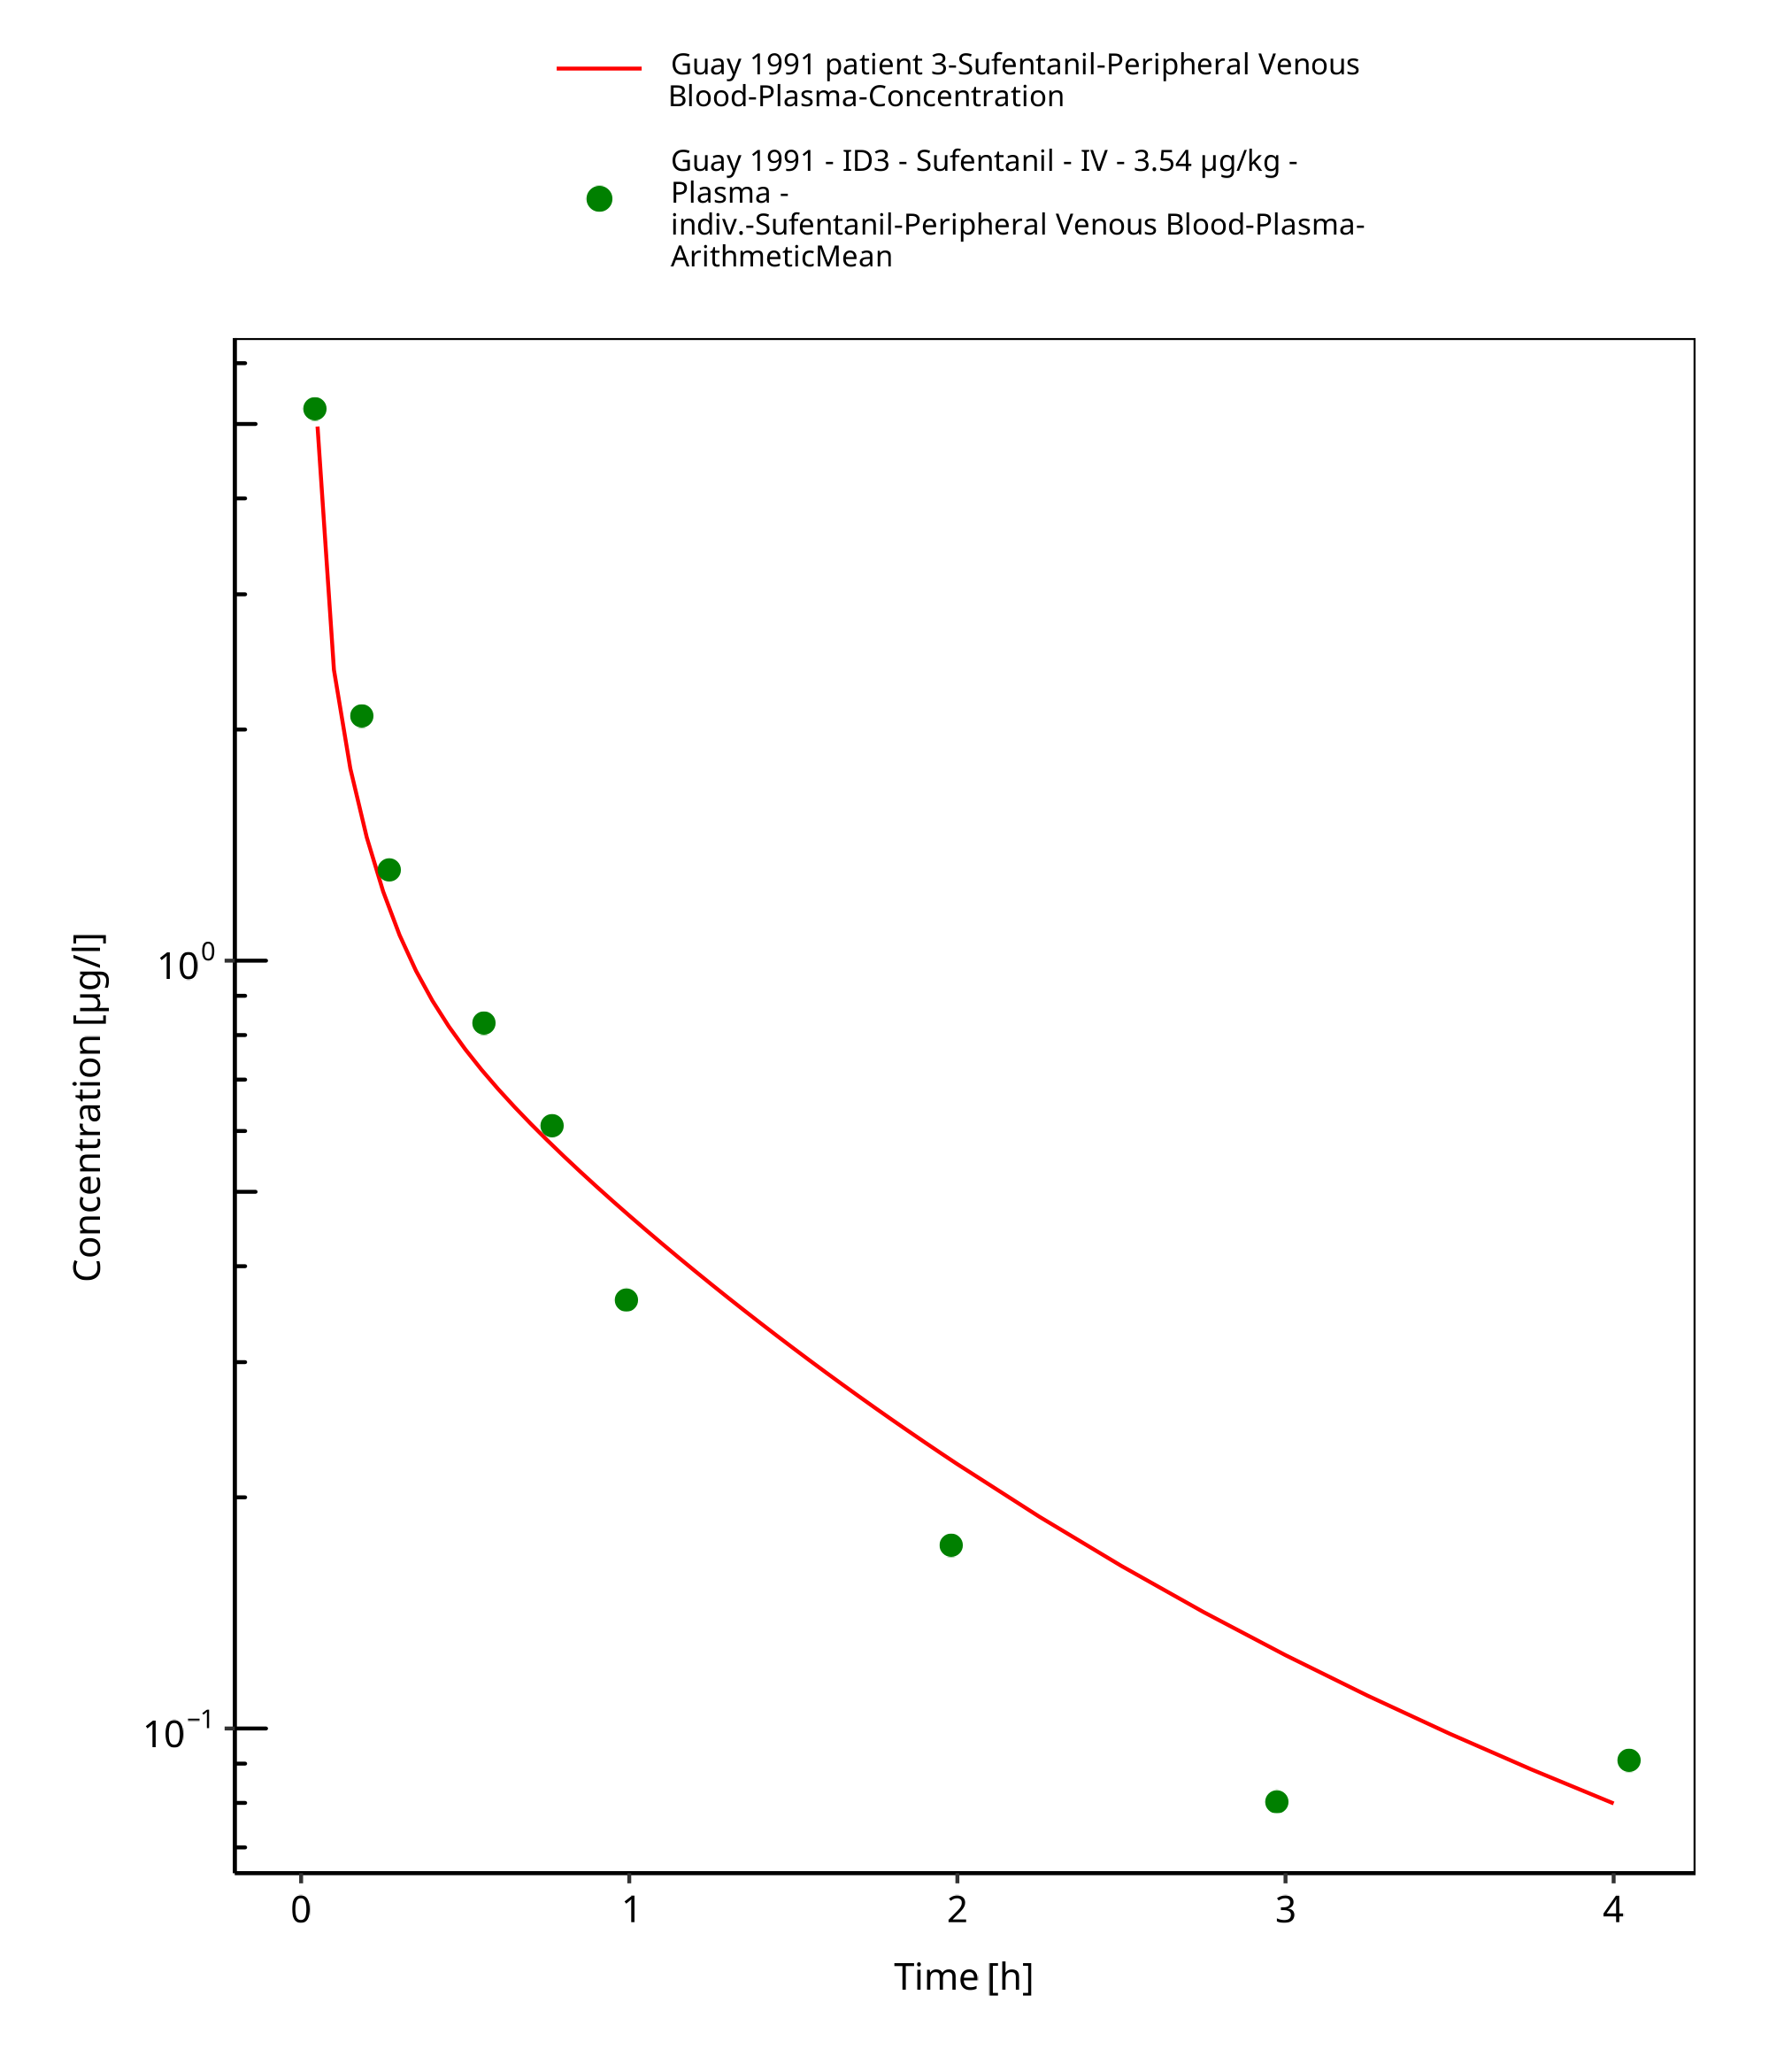 Guay 1991 patient 3-Sufentanil-Peripheral Venous
Blood-Plasma-Concentration
Guay 1991 - ID3 - Sufentanil - IV - 3.54 µg/kg -
Plasma -
indiv.-Sufentanil-Peripheral Venous Blood-Plasma-
ArithmeticMean
Concentration [µg/l]
10⁰
10⁻¹
0 1 2 3 4
Time [h]